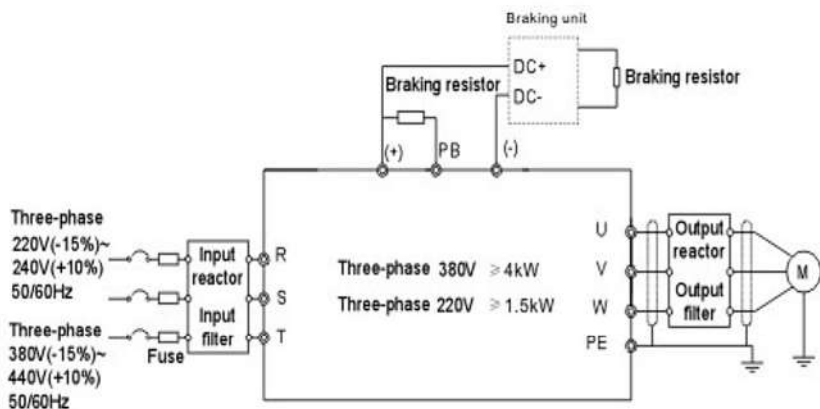 Braking unit
DC+
Braking resistor
Braking resistor
DC-
(+)
PB
(-)
Three-phase
220V(-15%)~
240V(+10%)
50/60Hz
Three-phase
380V(-15%)~
440V(+10%)
50/60Hz
Fuse
Input
reactor
Input
filter
R
S
T
Three-phase 380V ≥4kW
Three-phase 220V ≥1.5kW
U
V
W
PE
Output
reactor
Output
filter
M